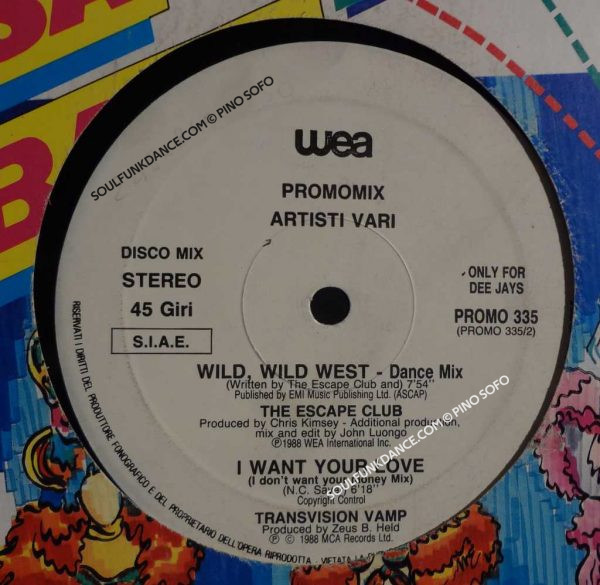 SOULFUNKDANCE.COM © PINO SOFO
wea
PROMOMIX
ARTISTI VARI
DISCO MIX
STEREO
45 Giri
S.I.A.E.
ONLY FOR
DEE JAYS
PROMO 335
(PROMO 335/2)
WILD, WILD WEST - Dance Mix
(Written by The Escape Club and) 7'54"
Published by EMI Music Publishing Ltd. (ASCAP)
THE ESCAPE CLUB
Produced by Chris Kimsey - Additional production,
mix and edit by John Luongo
℗ 1988 WEA International Inc.
I WANT YOUR LOVE
(I don't want your money Mix)
(N.C. Sayer) 6'18"
Copyright Control
TRANSVISION VAMP
Produced by Zeus B. Held
℗ © 1988 MCA Records Ltd.
SOULFUNKDANCE.COM © PINO SOFO
RISERVATI I DIRITTI DEL PRODUTTORE FONOGRAFICO E DEL PROPRIETARIO DELL'OPERA RIPRODOTTA - VIETATA LA